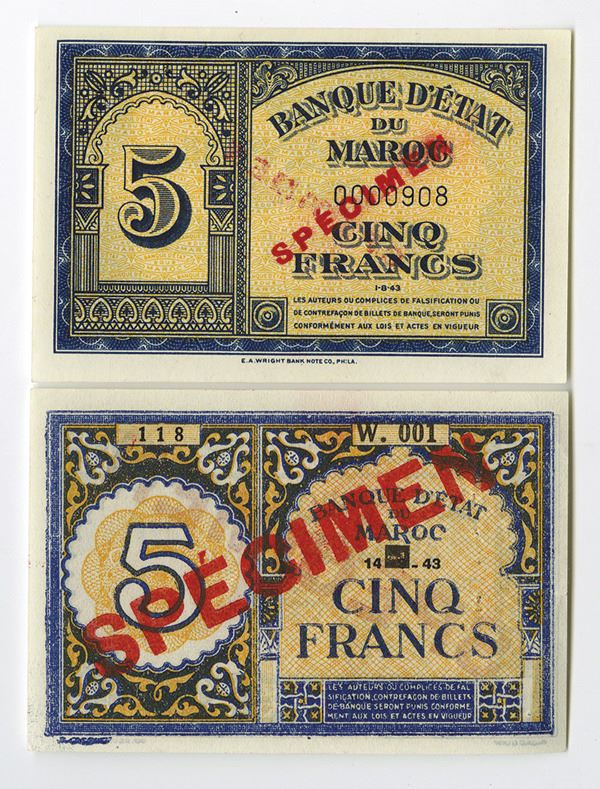 5
BANQUE D'ÉTAT
DU
MAROC
0000908
SPÉCIMEN
CINQ
FRANCS
1-8-43
LES AUTEURS OU COMPLICES DE FALSIFICATION OU
DE CONTREFAÇON DE BILLETS DE BANQUE, SERONT PUNIS
CONFORMÉMENT AUX LOIS ET ACTES EN VIGUEUR
E.A. WRIGHT BANK NOTE CO., PHILA.
118
W. 001
5
BANQUE D'ÉTAT
DU
MAROC
14 - 43
SPÉCIMEN
CINQ
FRANCS
LES AUTEURS OU COMPLICES DE FAL
SIFICATION, CONTREFAÇON DE BILLETS
DE BANQUE SERONT PUNIS CONFORME
MENT AUX LOIS ET ACTES EN VIGUEUR